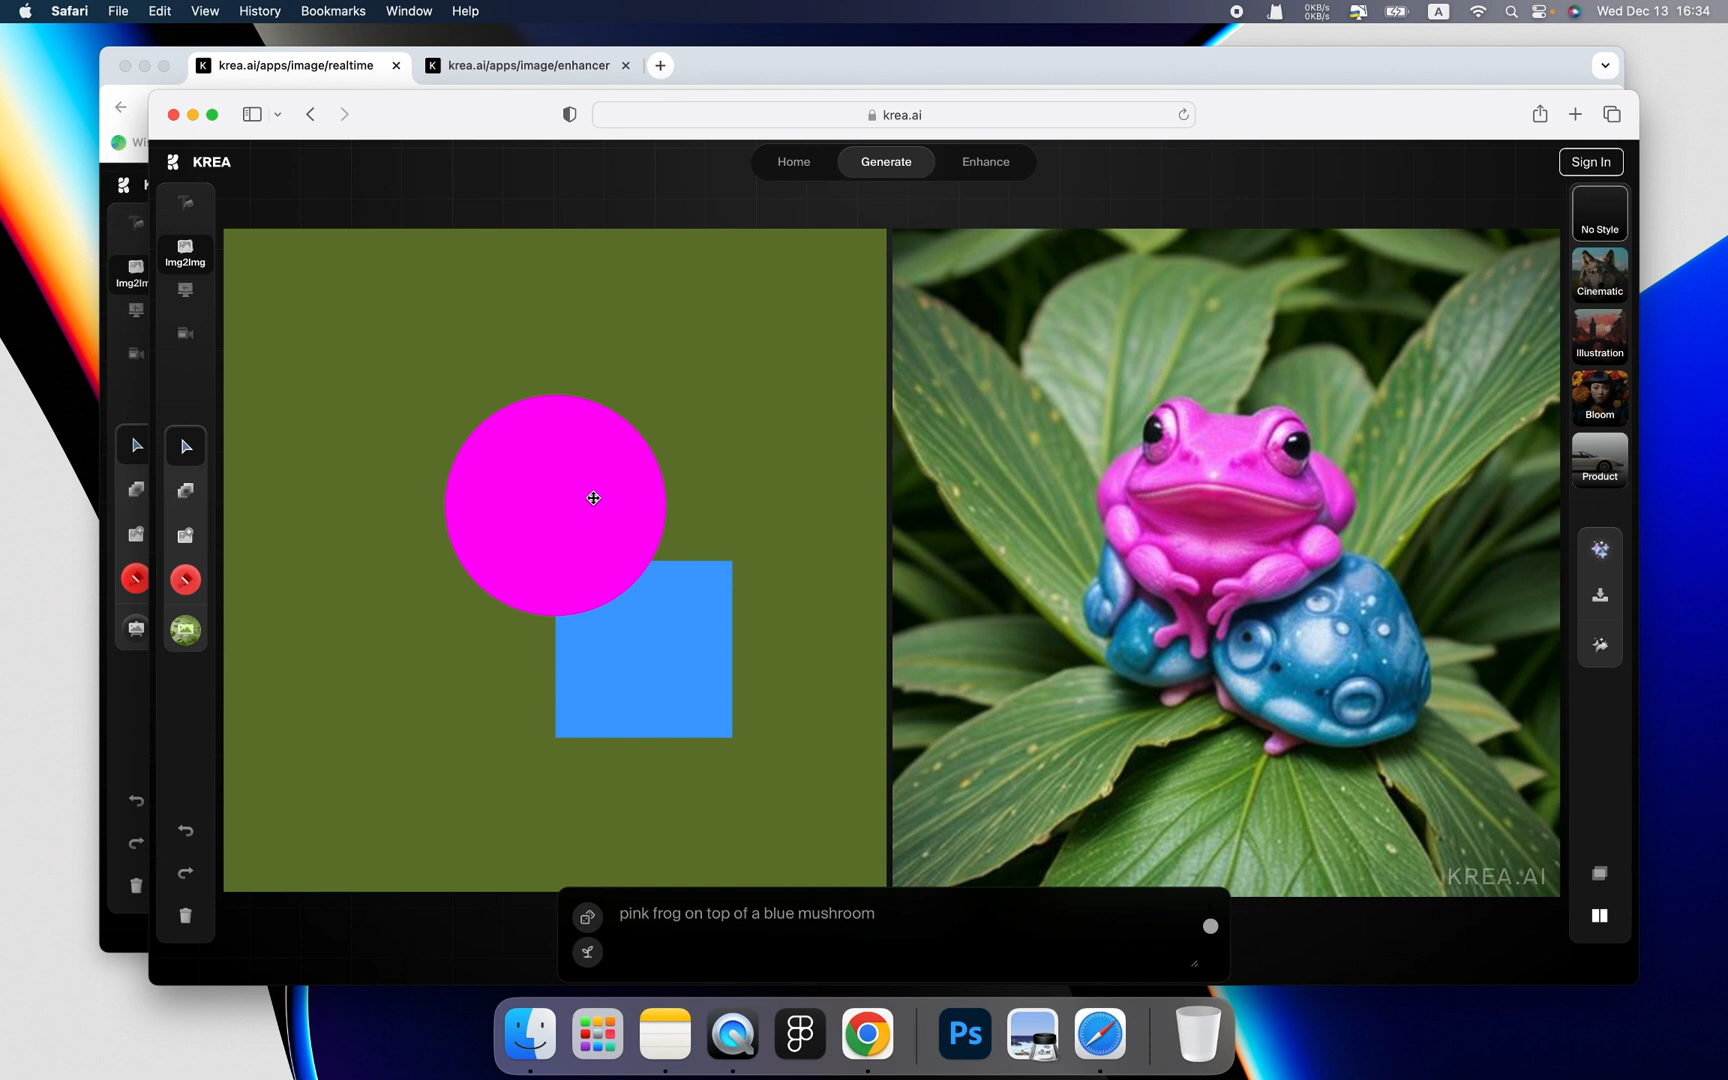 Safari File Edit View History Bookmarks Window Help
0KB/s
0KB/s
A
Wed Dec 13 16:34
krea.ai/apps/image/realtime
krea.ai/apps/image/enhancer
krea.ai
KREA
Home
Generate
Enhance
Sign In
Img2Img
No Style
Cinematic
Illustration
Bloom
Product
KREA.AI
pink frog on top of a blue mushroom
Ps